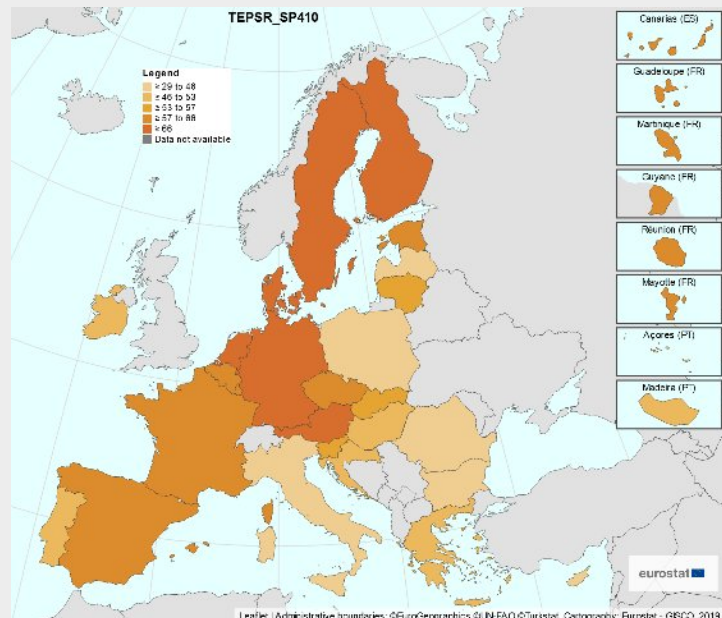 TEPSR_SP410
Legend
≥ 29 to 46
≥ 46 to 53
≥ 53 to 57
≥ 57 to 66
≥ 66
Data not available
Canarias (ES)
Guadeloupe (FR)
Martinique (FR)
Guyane (FR)
Réunion (FR)
Mayotte (FR)
Açores (PT)
Madeira (PT)
eurostat
Leaflet | Administrative boundaries: ©EuroGeographics ©UN-FAO ©Turkstat, Cartography: Eurostat - GISCO, 2019